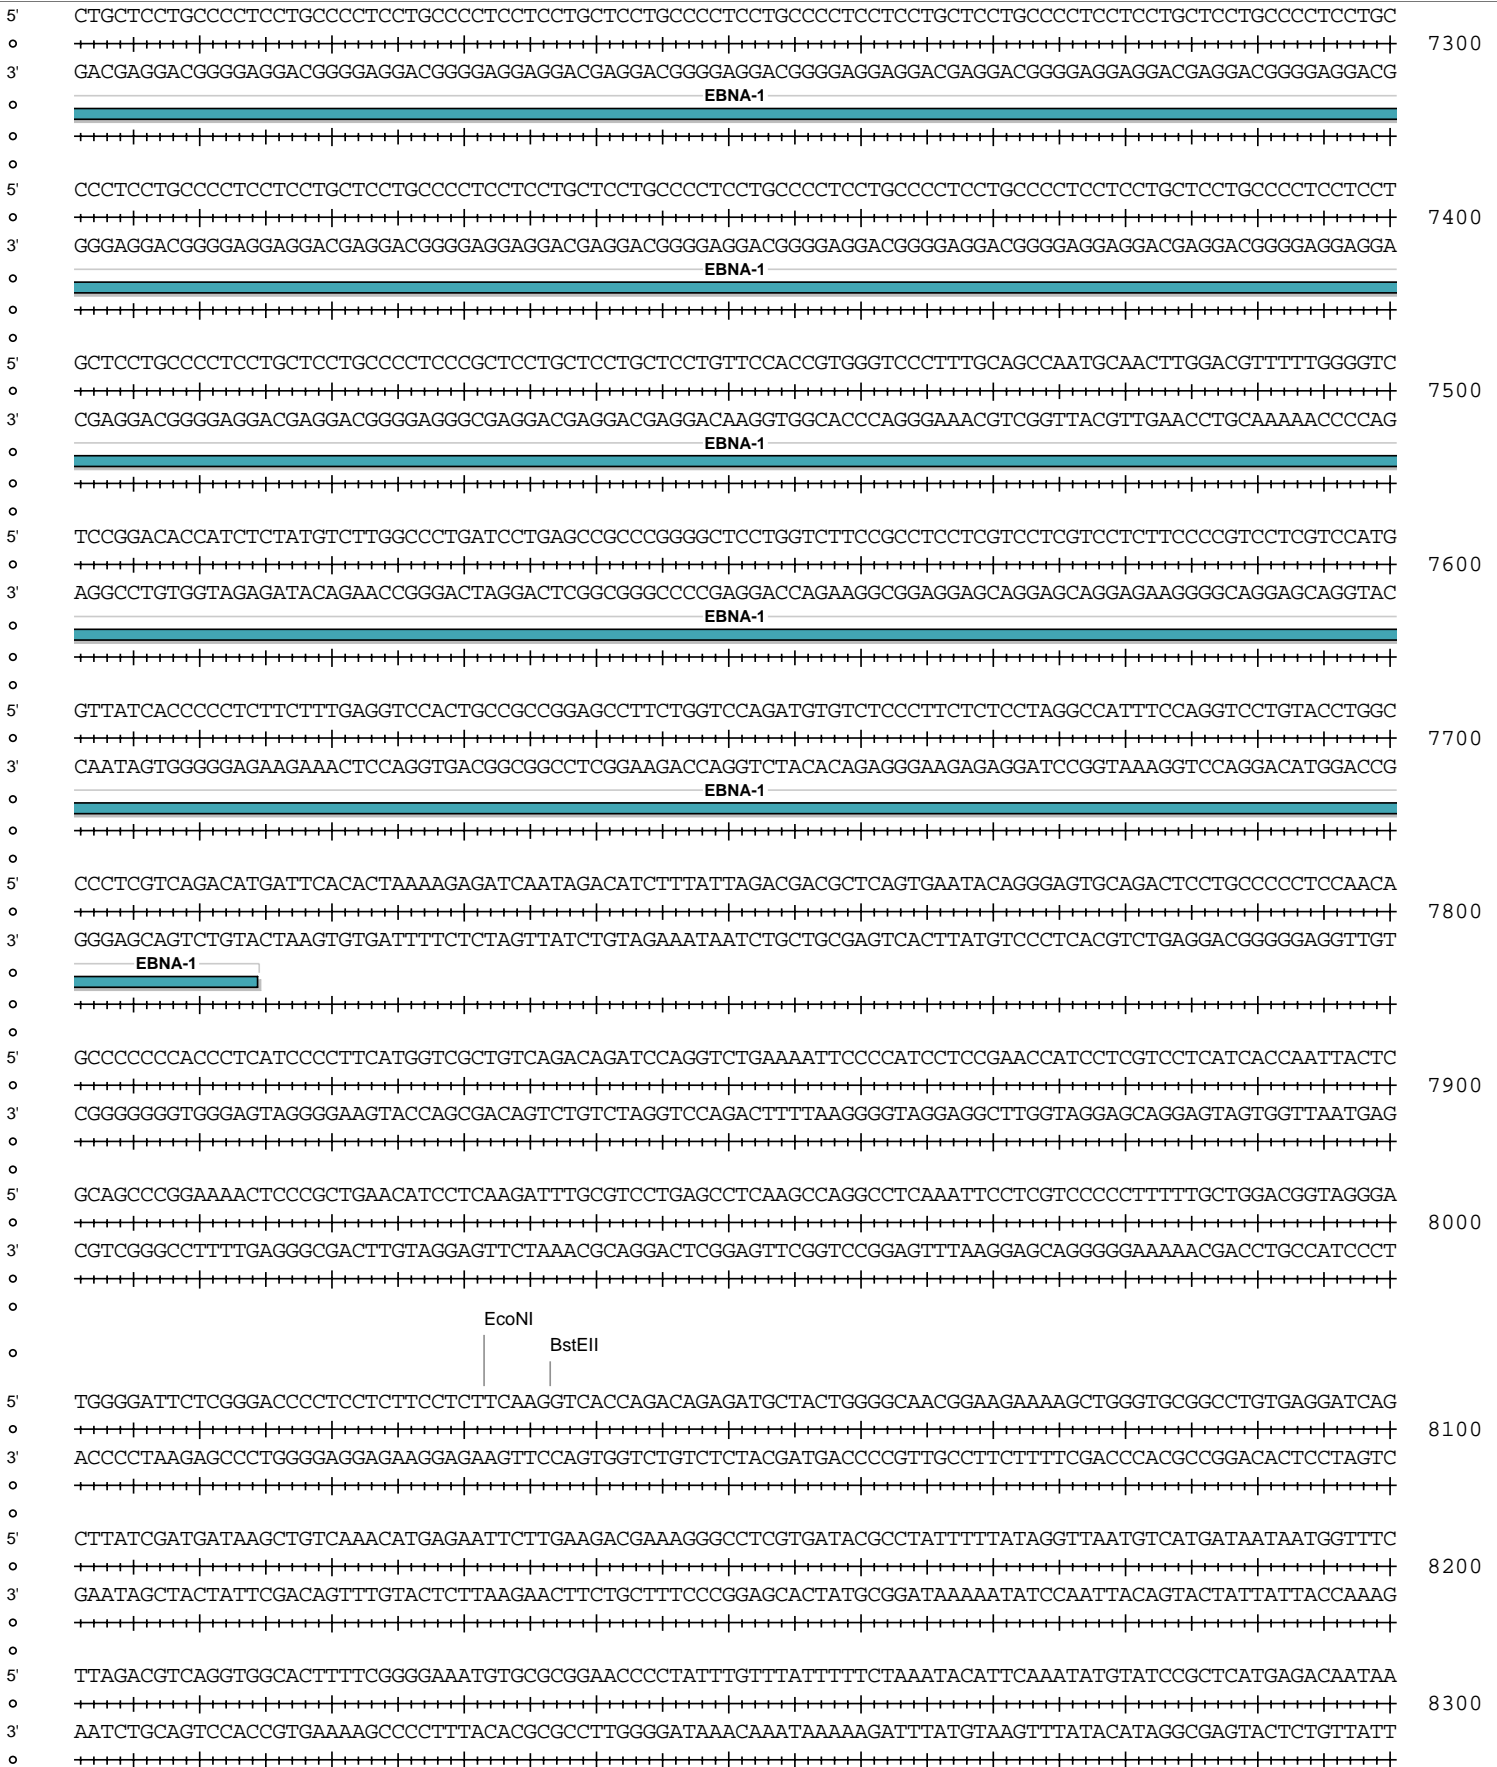 5' CTGCTCCTGCCCCTCCTGCCCCTCCTGCCCCTCCTCCTGCTCCTGCCCCTCCTGCCCCTCCTCCTGCTCCTGCCCCTCCTCCTGCTCCTGCCCCTCCTGC
7300
3' GACGAGGACGGGGAGGACGGGGAGGACGGGGAGGAGGACGAGGACGGGGAGGACGGGGAGGAGGACGAGGACGGGGAGGAGGACGAGGACGGGGAGGACG
EBNA-1
5' CCCTCCTGCCCCTCCTCCTGCTCCTGCCCCTCCTCCTGCTCCTGCCCCTCCTGCCCCTCCTGCCCCTCCTGCCCCTCCTCCTGCTCCTGCCCCTCCTCCT
7400
3' GGGAGGACGGGGAGGAGGACGAGGACGGGGAGGAGGACGAGGACGGGGAGGACGGGGAGGACGGGGAGGACGGGGAGGAGGACGAGGACGGGGAGGAGGA
EBNA-1
5' GCTCCTGCCCCTCCTGCTCCTGCCCCTCCCGCTCCTGCTCCTGCTCCTGTTCCACCGTGGGTCCCTTTGCAGCCAATGCAACTTGGACGTTTTTGGGGTC
7500
3' CGAGGACGGGGAGGACGAGGACGGGGAGGGCGAGGACGAGGACGAGGACAAGGTGGCACCCAGGGAAACGTCGGTTACGTTGAACCTGCAAAAACCCCAG
EBNA-1
5' TCCGGACACCATCTCTATGTCTTGGCCCTGATCCTGAGCCGCCCGGGGCTCCTGGTCTTCCGCCTCCTCGTCCTCGTCCTCTTCCCCGTCCTCGTCCATG
7600
3' AGGCCTGTGGTAGAGATACAGAACCGGGACTAGGACTCGGCGGGCCCCGAGGACCAGAAGGCGGAGGAGCAGGAGCAGGAGAAGGGGCAGGAGCAGGTAC
EBNA-1
5' GTTATCACCCCCTCTTCTTTGAGGTCCACTGCCGCCGGAGCCTTCTGGTCCAGATGTGTCTCCCTTCTCTCCTAGGCCATTTCCAGGTCCTGTACCTGGC
7700
3' CAATAGTGGGGGAGAAGAAACTCCAGGTGACGGCGGCCTCGGAAGACCAGGTCTACACAGAGGGAAGAGAGGATCCGGTAAAGGTCCAGGACATGGACCG
EBNA-1
5' CCCTCGTCAGACATGATTCACACTAAAAGAGATCAATAGACATCTTTATTAGACGACGCTCAGTGAATACAGGGAGTGCAGACTCCTGCCCCCTCCAACA
7800
3' GGGAGCAGTCTGTACTAAGTGTGATTTTCTCTAGTTATCTGTAGAAATAATCTGCTGCGAGTCACTTATGTCCCTCACGTCTGAGGACGGGGGAGGTTGT
EBNA-1
5' GCCCCCCCACCCTCATCCCCTTCATGGTCGCTGTCAGACAGATCCAGGTCTGAAAATTCCCCATCCTCCGAACCATCCTCGTCCTCATCACCAATTACTC
7900
3' CGGGGGGGTGGGAGTAGGGGAAGTACCAGCGACAGTCTGTCTAGGTCCAGACTTTTAAGGGGTAGGAGGCTTGGTAGGAGCAGGAGTAGTGGTTAATGAG
5' GCAGCCCGGAAAACTCCCGCTGAACATCCTCAAGATTTGCGTCCTGAGCCTCAAGCCAGGCCTCAAATTCCTCGTCCCCCTTTTTGCTGGACGGTAGGGA
8000
3' CGTCGGGCCTTTTGAGGGCGACTTGTAGGAGTTCTAAACGCAGGACTCGGAGTTCGGTCCGGAGTTTAAGGAGCAGGGGGAAAAACGACCTGCCATCCCT
EcoNI
BstEII
5' TGGGGATTCTCGGGACCCCTCCTCTTCCTCTTCAAGGTCACCAGACAGAGATGCTACTGGGGCAACGGAAGAAAAGCTGGGTGCGGCCTGTGAGGATCAG
8100
3' ACCCCTAAGAGCCCTGGGGAGGAGAAGGAGAAGTTCCAGTGGTCTGTCTCTACGATGACCCCGTTGCCTTCTTTTCGACCCACGCCGGACACTCCTAGTC
5' CTTATCGATGATAAGCTGTCAAACATGAGAATTCTTGAAGACGAAAGGGCCTCGTGATACGCCTATTTTTATAGGTTAATGTCATGATAATAATGGTTTC
8200
3' GAATAGCTACTATTCGACAGTTTGTACTCTTAAGAACTTCTGCTTTCCCGGAGCACTATGCGGATAAAAATATCCAATTACAGTACTATTATTACCAAAG
5' TTAGACGTCAGGTGGCACTTTTCGGGGAAATGTGCGCGGAACCCCTATTTGTTTATTTTTCTAAATACATTCAAATATGTATCCGCTCATGAGACAATAA
8300
3' AATCTGCAGTCCACCGTGAAAAGCCCCTTTACACGCGCCTTGGGGATAAACAAATAAAAAGATTTATGTAAGTTTATACATAGGCGAGTACTCTGTTATT